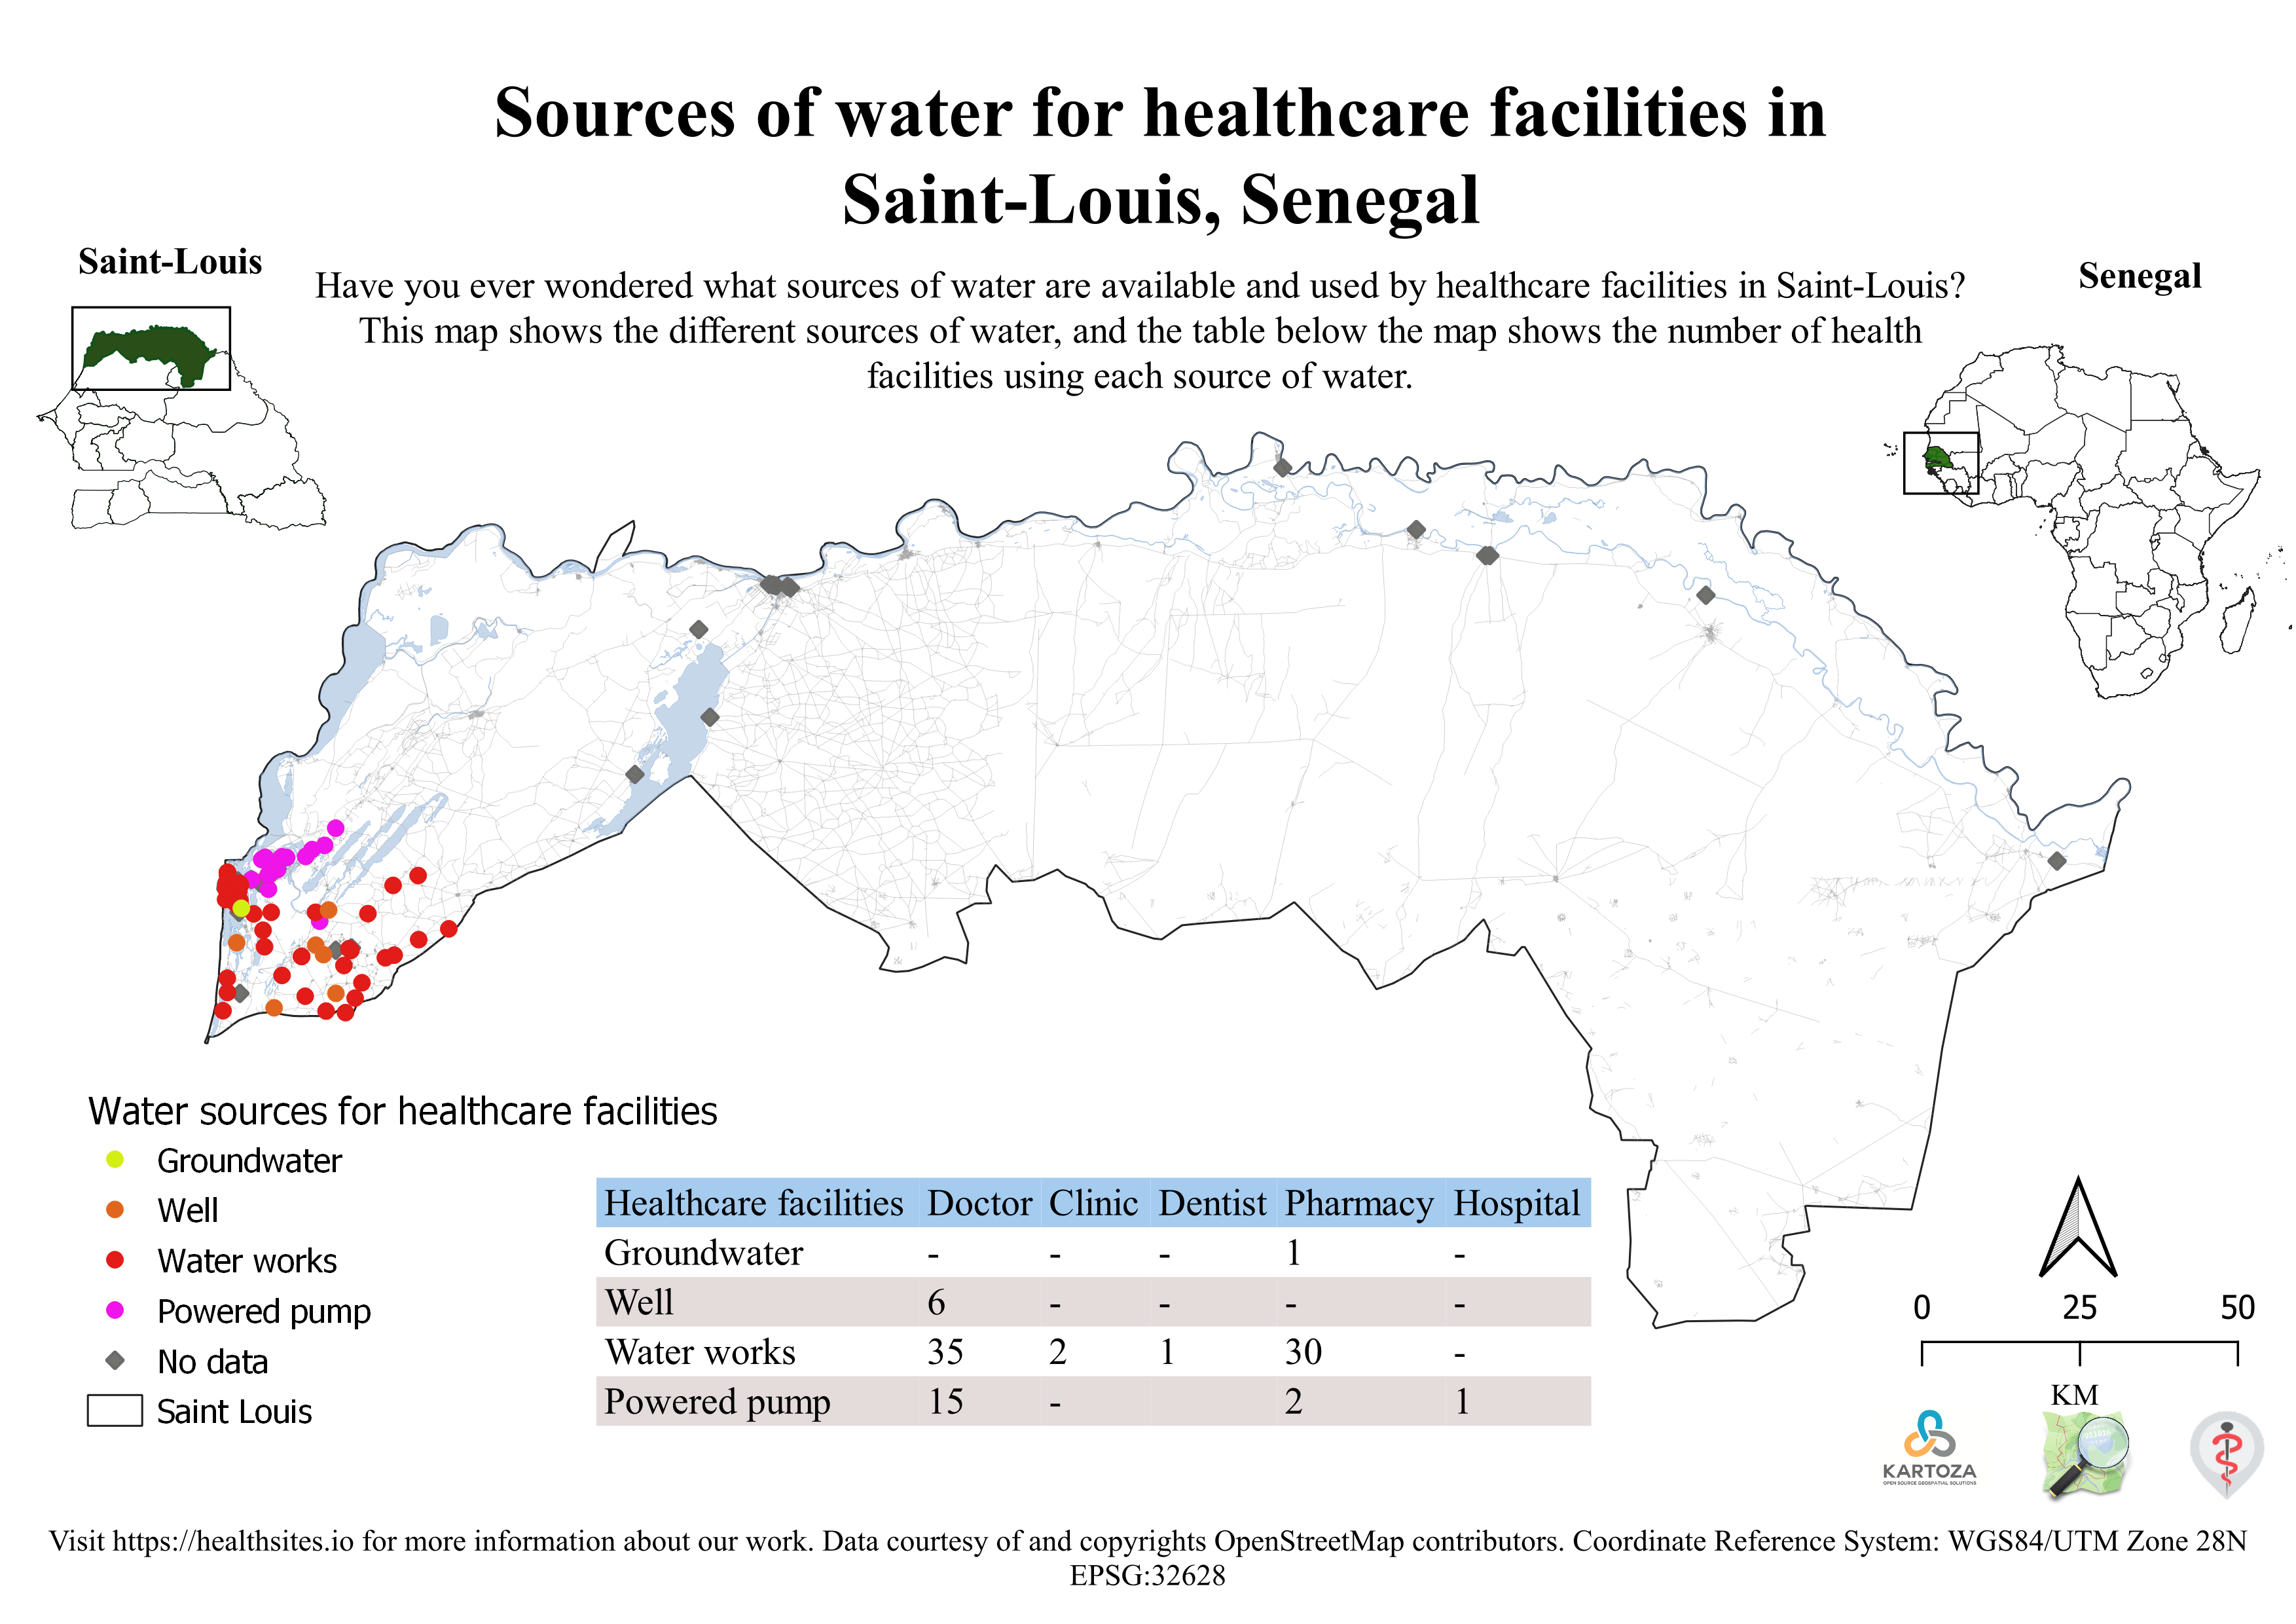 Sources of water for healthcare facilities in
Saint-Louis, Senegal
Saint-Louis
Senegal
Have you ever wondered what sources of water are available and used by healthcare facilities in Saint-Louis?
This map shows the different sources of water, and the table below the map shows the number of health
facilities using each source of water.
Water sources for healthcare facilities
Groundwater
Well
Water works
Powered pump
No data
Saint Louis
Healthcare facilities Doctor Clinic Dentist Pharmacy Hospital
Groundwater - - - 1 -
Well 6 - - - -
Water works 35 2 1 30 -
Powered pump 15 - 2 1
0 25 50
KM
KARTOZA
OPEN SOURCE GEOSPATIAL SOLUTIONS
Visit https://healthsites.io for more information about our work. Data courtesy of and copyrights OpenStreetMap contributors. Coordinate Reference System: WGS84/UTM Zone 28N
EPSG:32628